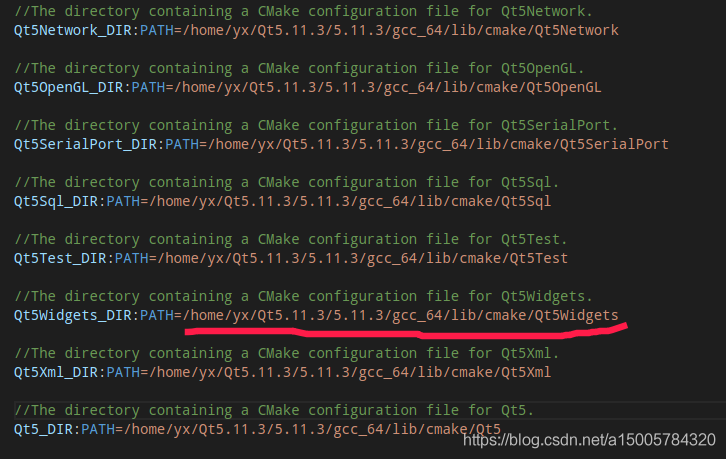 //The directory containing a CMake configuration file for Qt5Network.
Qt5Network_DIR:PATH=/home/yx/Qt5.11.3/5.11.3/gcc_64/lib/cmake/Qt5Network
//The directory containing a CMake configuration file for Qt5OpenGL.
Qt5OpenGL_DIR:PATH=/home/yx/Qt5.11.3/5.11.3/gcc_64/lib/cmake/Qt5OpenGL
//The directory containing a CMake configuration file for Qt5SerialPort.
Qt5SerialPort_DIR:PATH=/home/yx/Qt5.11.3/5.11.3/gcc_64/lib/cmake/Qt5SerialPort
//The directory containing a CMake configuration file for Qt5Sql.
Qt5Sql_DIR:PATH=/home/yx/Qt5.11.3/5.11.3/gcc_64/lib/cmake/Qt5Sql
//The directory containing a CMake configuration file for Qt5Test.
Qt5Test_DIR:PATH=/home/yx/Qt5.11.3/5.11.3/gcc_64/lib/cmake/Qt5Test
//The directory containing a CMake configuration file for Qt5Widgets.
Qt5Widgets_DIR:PATH=/home/yx/Qt5.11.3/5.11.3/gcc_64/lib/cmake/Qt5Widgets
//The directory containing a CMake configuration file for Qt5Xml.
Qt5Xml_DIR:PATH=/home/yx/Qt5.11.3/5.11.3/gcc_64/lib/cmake/Qt5Xml
//The directory containing a CMake configuration file for Qt5.
Qt5_DIR:PATH=/home/yx/Qt5.11.3/5.11.3/gcc_64/lib/cmake/Qt5
https://blog.csdn.net/a15005784320